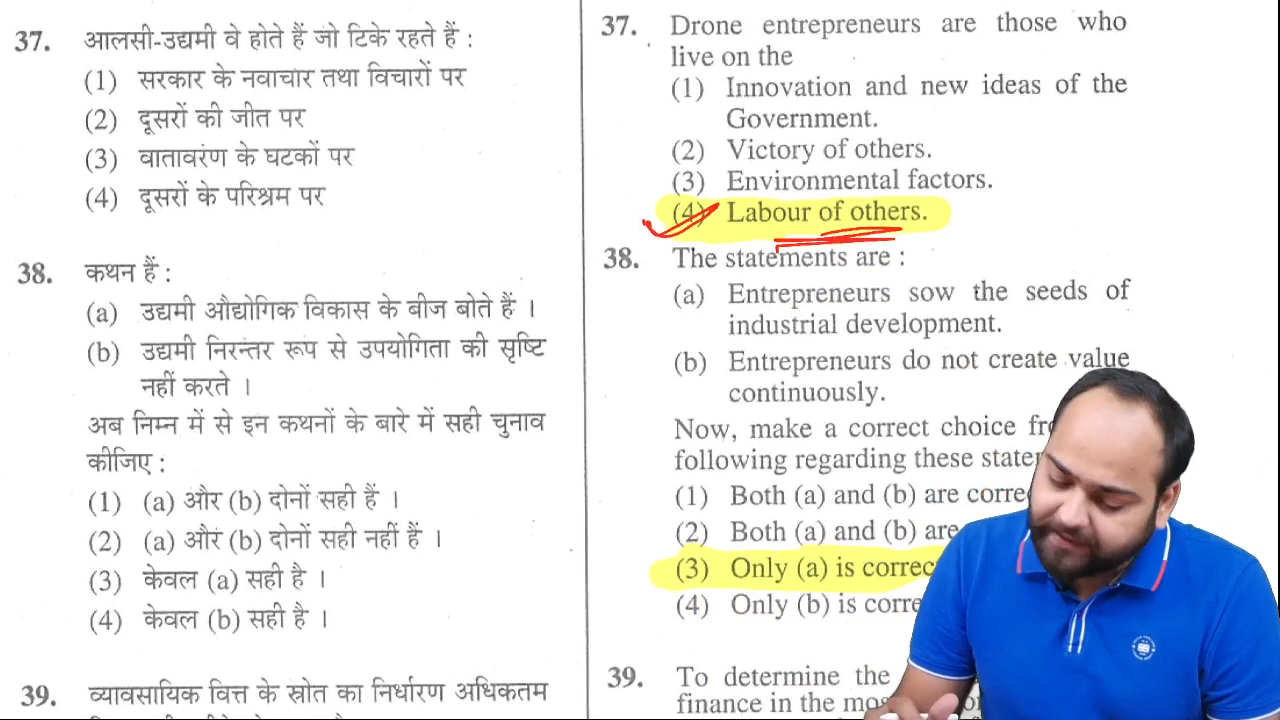 37. आलसी-उद्यमी वे होते हैं जो टिके रहते हैं :
(1) सरकार के नवाचार तथा विचारों पर
(2) दूसरों की जीत पर
(3) वातावरंण के घटकों पर
(4) दूसरों के परिश्रम पर
38. कथन हैं :
(a) उद्यमी औद्योगिक विकास के बीज बोते हैं ।
(b) उद्यमी निरन्तर रूप से उपयोगिता की सृष्टि
नहीं करते ।
अब निम्न में से इन कथनों के बारे में सही चुनाव
कीजिए :
(1) (a) और (b) दोनों सही हैं ।
(2) (a) और (b) दोनों सही नहीं हैं ।
(3) केवल (a) सही है ।
(4) केवल (b) सही है ।
39. व्यावसायिक वित्त के स्रोत का निर्धारण अधिकतम
37. Drone entrepreneurs are those who
live on the
(1) Innovation and new ideas of the
Government.
(2) Victory of others.
(3) Environmental factors.
(4) Labour of others.
38. The statements are :
(a) Entrepreneurs sow the seeds of
industrial development.
(b) Entrepreneurs do not create value
continuously.
Now, make a correct choice
following regarding these
(1) Both (a) and (b) are
(2) Both (a) and (b) are
(3) Only (a) is
(4) Only (b) is
39. To determine the
finance in the